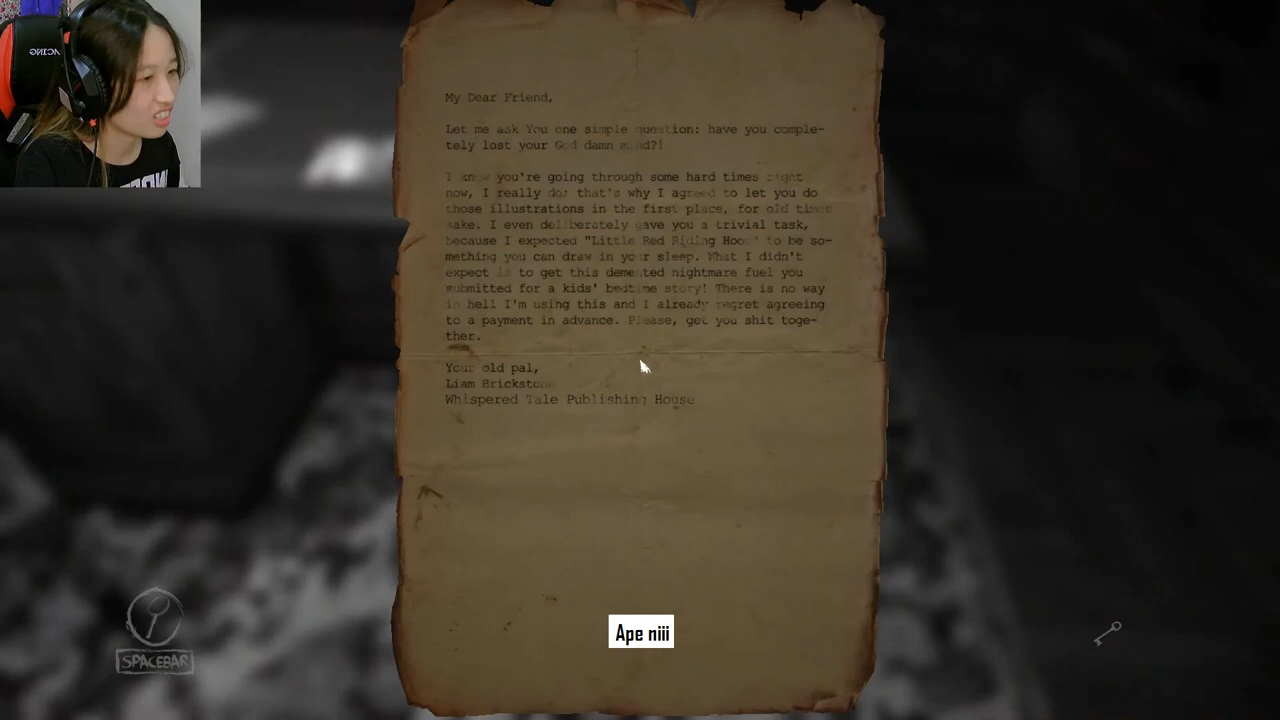 My Dear Friend,
Let me ask You one simple question: have you comple-
tely lost your God damn mind?!
I know you're going through some hard times right
now, I really do; that's why I agreed to let you do
those illustrations in the first place, for old times
sake. I even deliberately gave you a trivial task,
because I expected "Little Red Riding Hood" to be so-
mething you can draw in your sleep. What I didn't
expect is to get this demented nightmare fuel you
submitted for a kids' bedtime story! There is no way
in hell I'm using this and I already regret agreeing
to a payment in advance. Please, get you shit toge-
ther.
Your old pal,
Liam Brickstone
Whispered Tale Publishing House
Ape niii
SPACEBAR